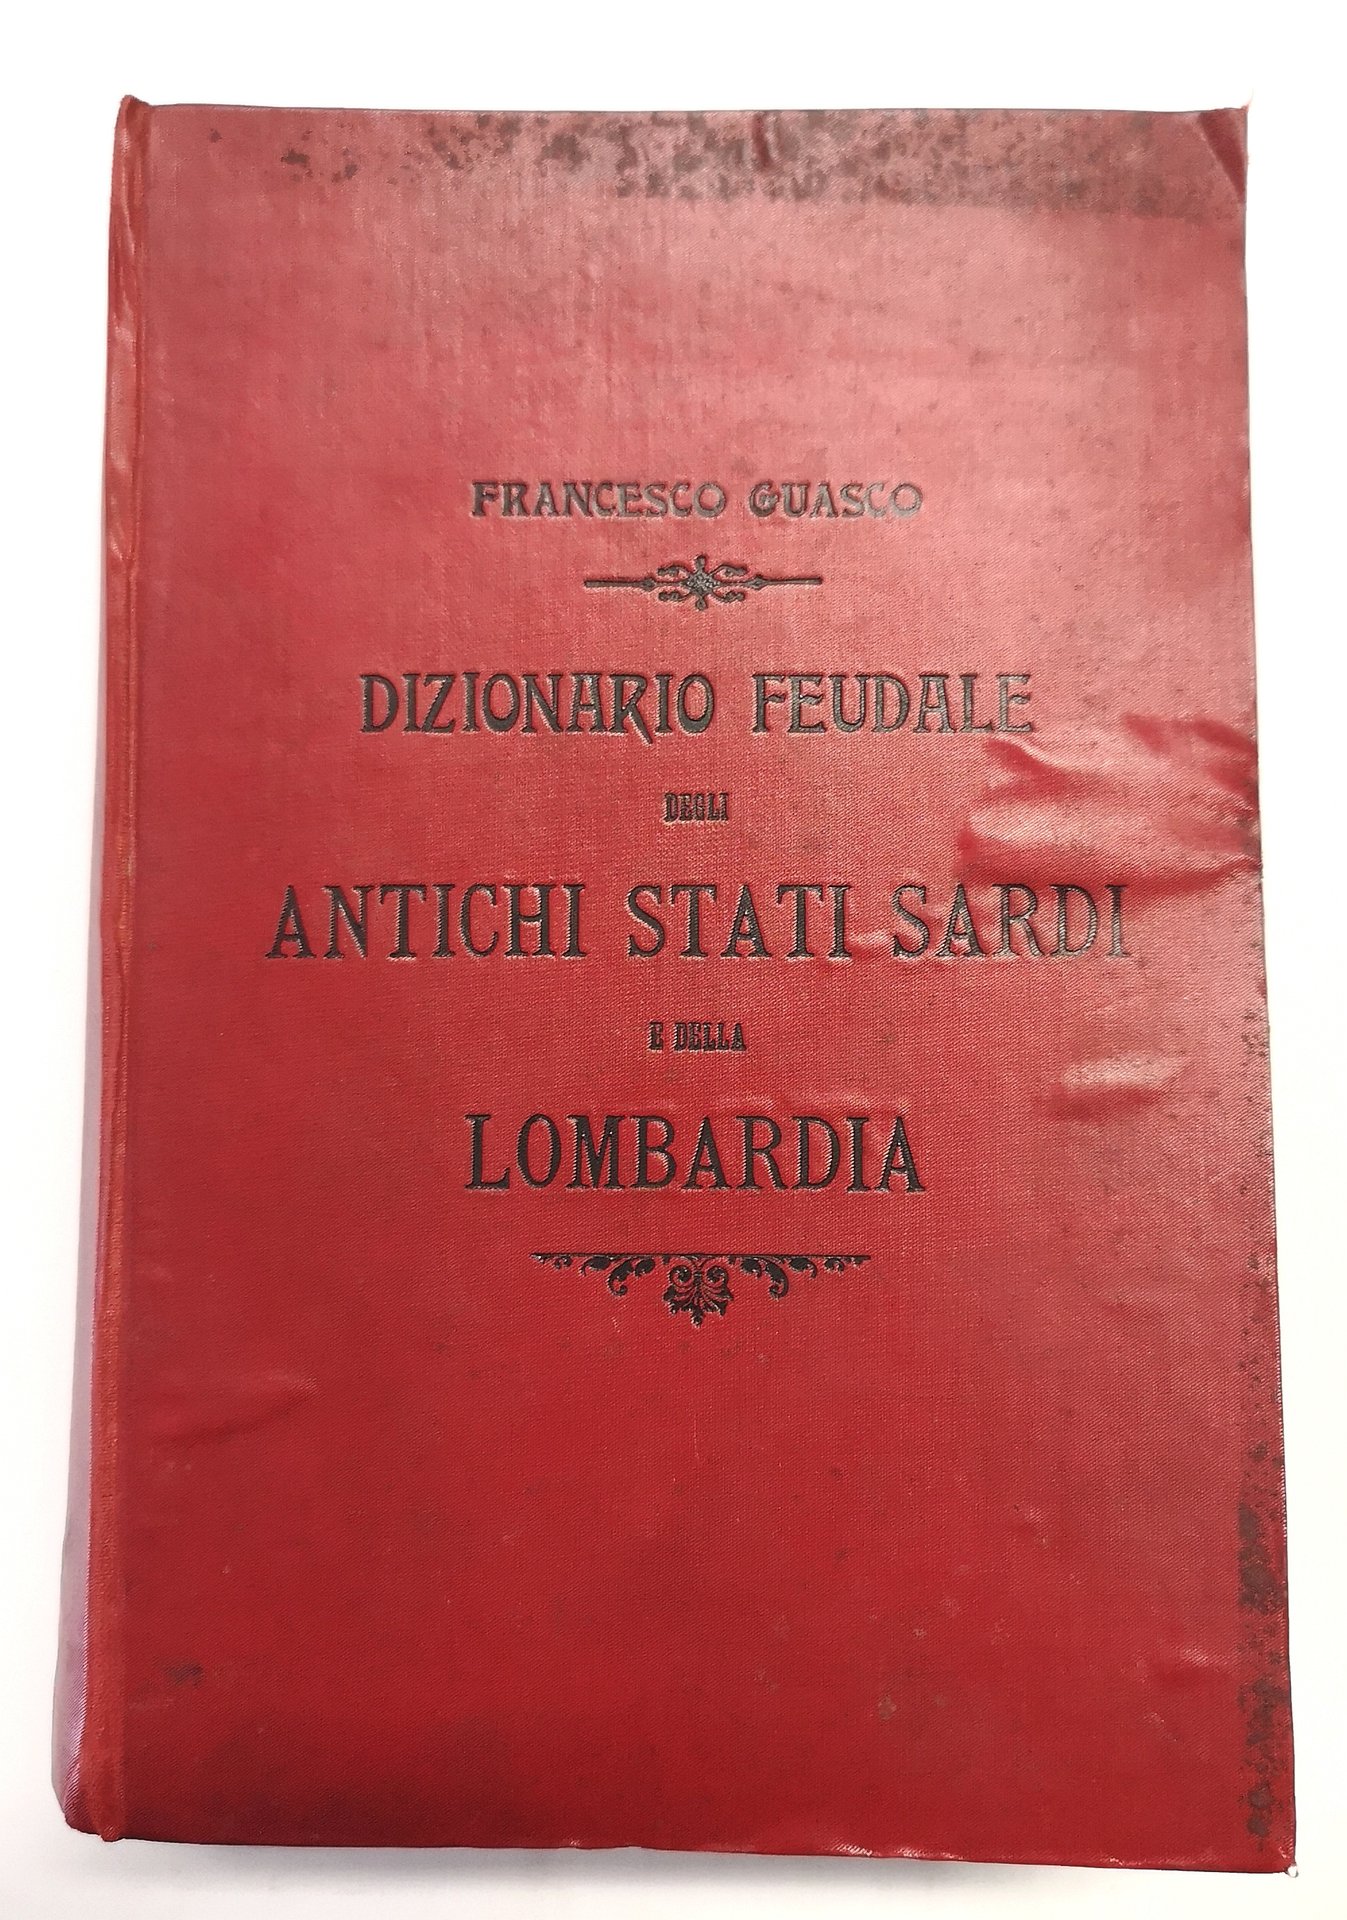 FRANCESCO GUASCO
DIZIONARIO FEUDALE
DEGLI
ANTICHI STATI SARDI
E DELLA
LOMBARDIA